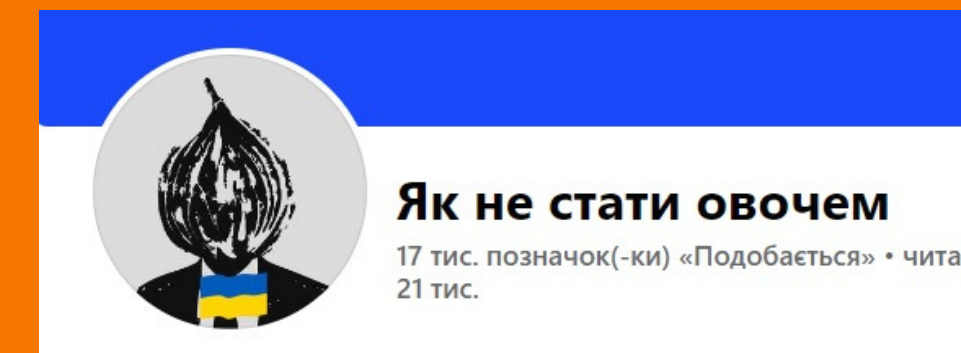 Як не стати овочем
17 тис. позначок(-ки) «Подобається» • чита
21 тис.